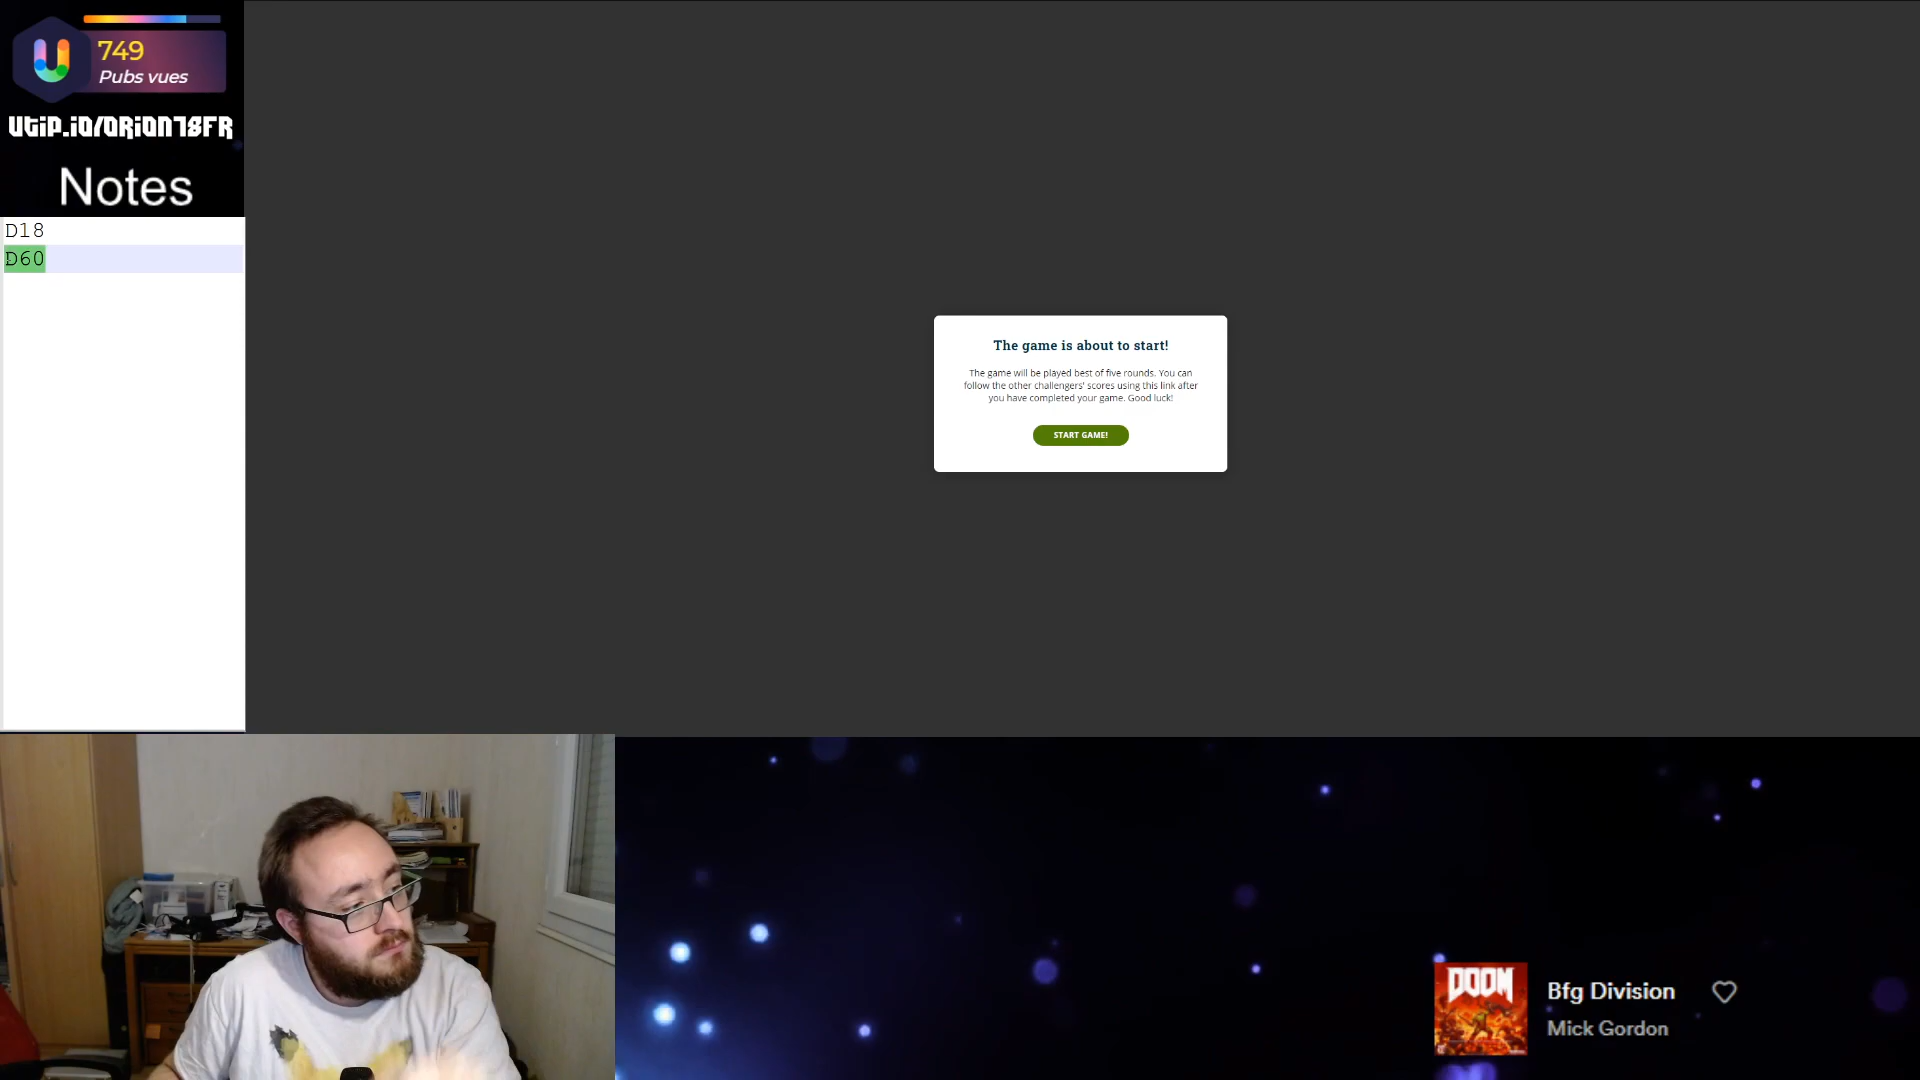 749
Pubs vues
UTIP.IO/ORION78FR
Notes
D18
D60
The game is about to start!
The game will be played best of five rounds. You can
follow the other challengers' scores using this link after
you have completed your game. Good luck!
START GAME!
DOOM
Bfg Division
Mick Gordon